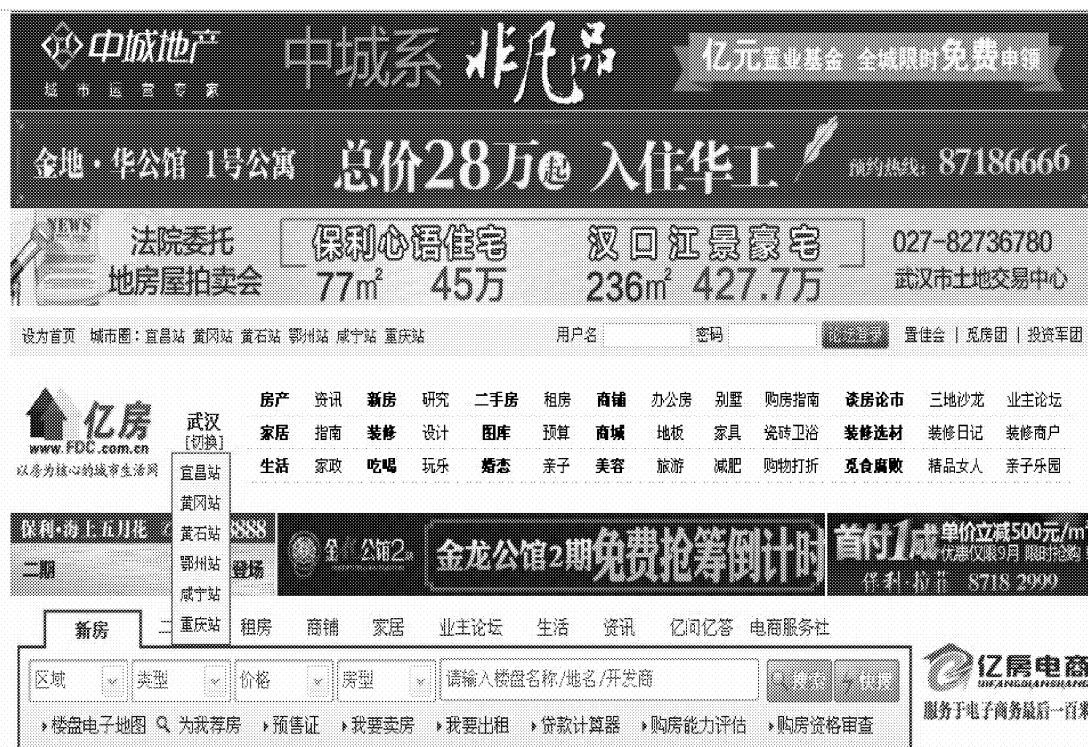 中城地产
城市运营专家
中城系 非凡品
亿元置业基金 全城限时免费申领
金地·华公馆 1号公寓 总价28万起 入住华工 预约热线: 87186666
NEWS
法院委托
地房屋拍卖会
保利心语住宅
77m² 45万
汉口江景豪宅
236m² 427.7万
027-82736780
武汉市土地交易中心
设为首页 城市圈:宜昌站 黄冈站 黄石站 鄂州站 咸宁站 重庆站 用户名 密码 置佳会 | 觅房团 | 投资军团
亿房
www.FDC.com.cn
以房为核心的城市生活网
武汉
[切换]
房产 资讯 新房 研究 二手房 租房 商铺 办公房 别墅 购房指南 谈房论市 三地沙龙 业主论坛
家居 指南 装修 设计 图库 预算 商城 地板 家具 瓷砖卫浴 装修选材 装修日记 装修商户
生活 家政 吃喝 玩乐 婚恋 亲子 美容 旅游 减肥 购物打折 觅食腐败 精品女人 亲子乐园
宜昌站
黄冈站
黄石站
鄂州站
咸宁站
重庆站
保利·海上五月花 8888
二期 登场
公馆2
金龙公馆2期免费抢筹倒计时
首付1成 单价立减500元/m
优惠仅限9月 限时抢购
保利·拉菲 8718 2999
新房 二 租房 商铺 家居 业主论坛 生活 资讯 亿问亿答 电商服务社
区域 类型 价格 房型 请输入楼盘名称/地名/开发商
楼盘电子地图 为我荐房 预售证 我要卖房 我要出租 贷款计算器 购房能力评估 购房资格审查
亿房电商
YIFANGDIANSHANG
服务于电子商务最后一百米